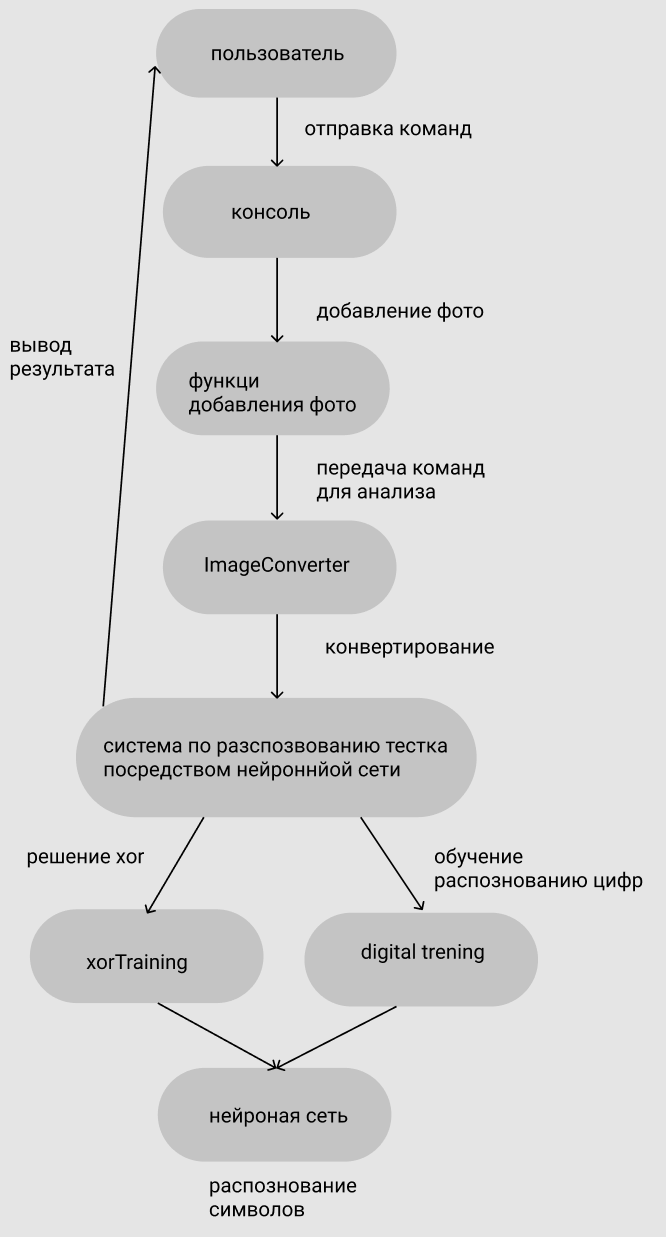 пользователь
отправка команд
консоль
добавление фото
вывод
результата
функци
добавления фото
передача команд
для анализа
ImageConverter
конвертирование
система по разспозвованию тестка
посредством нейроннйой сети
решение xor
обучение
распознованию цифр
xorTraining
digital trening
нейроная сеть
распознование
символов